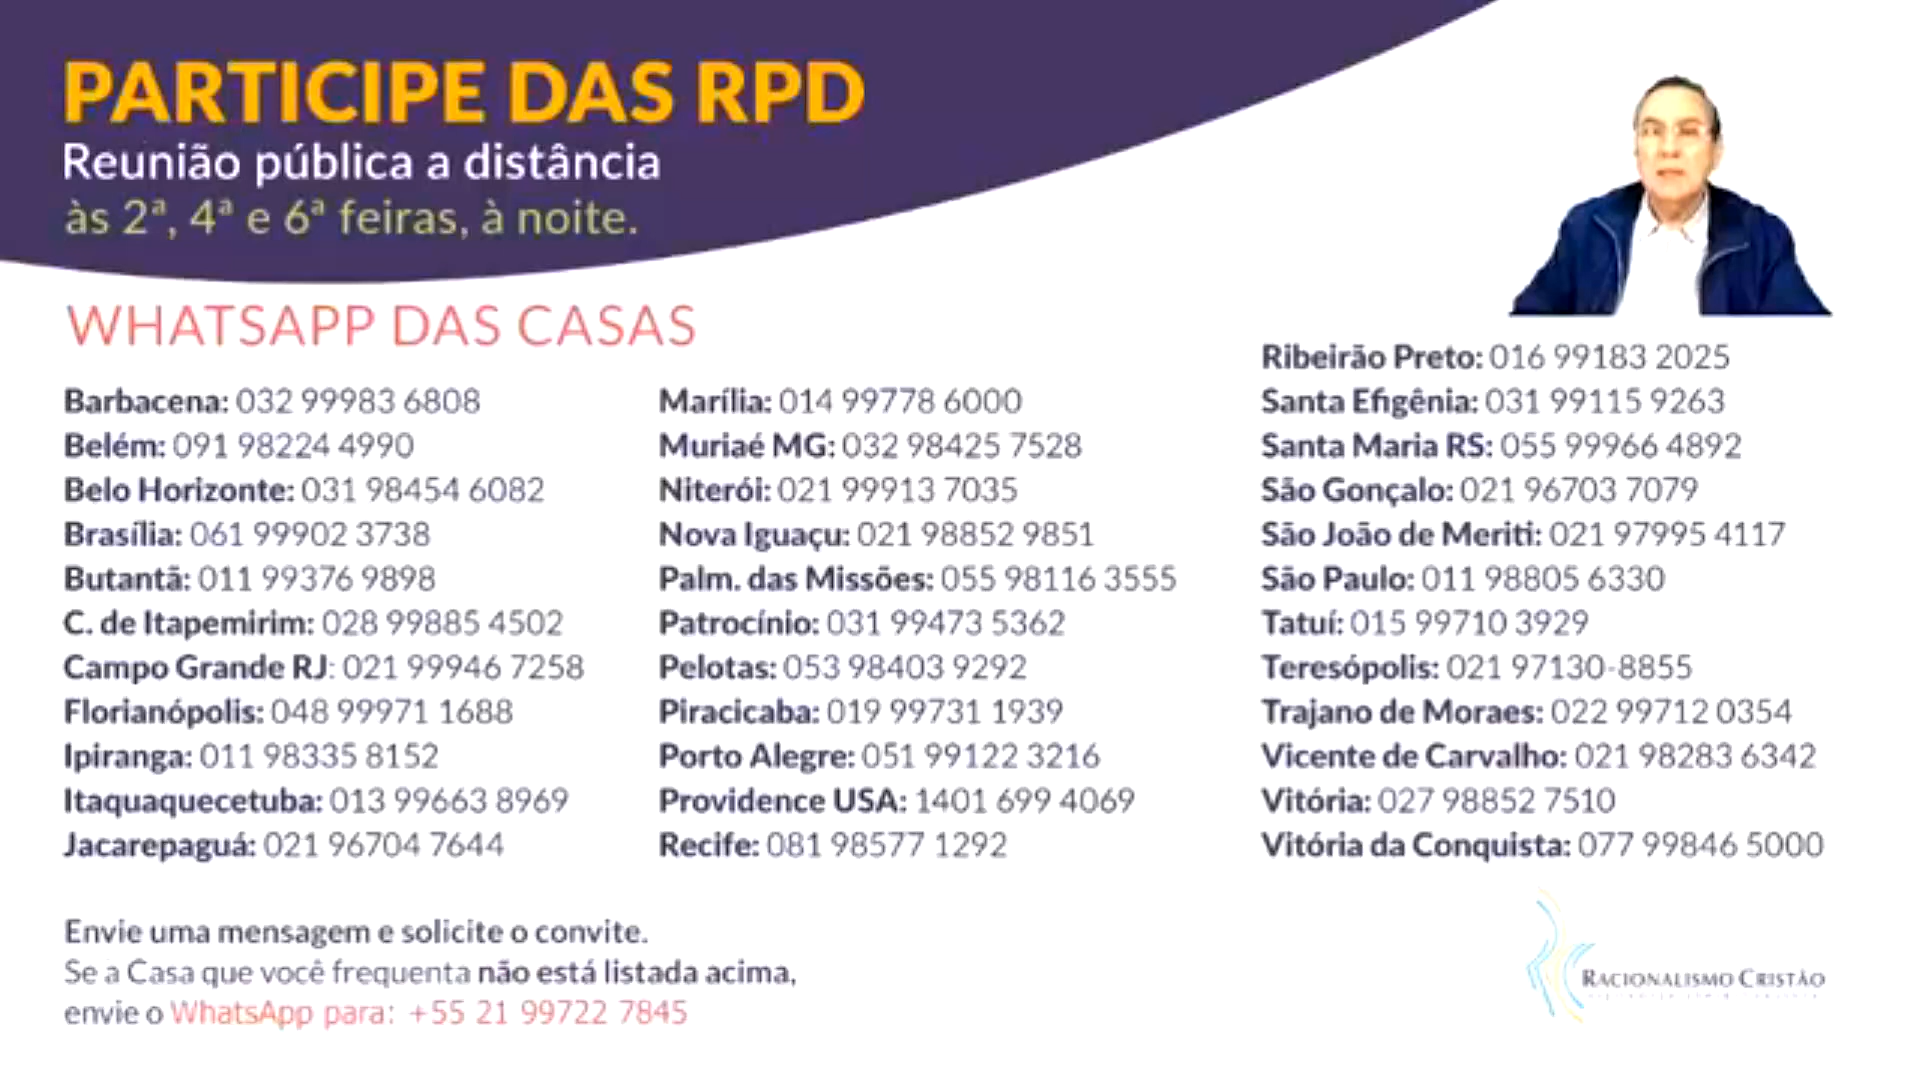 PARTICIPE DAS RPD
Reunião pública a distância
às 2ª, 4ª e 6ª feiras, à noite.
WHATSAPP DAS CASAS
Barbacena: 032 99983 6808
Belém: 091 98224 4990
Belo Horizonte: 031 98454 6082
Brasília: 061 99902 3738
Butantã: 011 99376 9898
C. de Itapemirim: 028 99885 4502
Campo Grande RJ: 021 99946 7258
Florianópolis: 048 99971 1688
Ipiranga: 011 98335 8152
Itaquaquecetuba: 013 99663 8969
Jacarepaguá: 021 96704 7644
Marília: 014 99778 6000
Muriaé MG: 032 98425 7528
Niterói: 021 99913 7035
Nova Iguaçu: 021 98852 9851
Palm. das Missões: 055 98116 3555
Patrocínio: 031 99473 5362
Pelotas: 053 98403 9292
Piracicaba: 019 99731 1939
Porto Alegre: 051 99122 3216
Providence USA: 1401 699 4069
Recife: 081 98577 1292
Ribeirão Preto: 016 99183 2025
Santa Efigênia: 031 99115 9263
Santa Maria RS: 055 99966 4892
São Gonçalo: 021 96703 7079
São João de Meriti: 021 97995 4117
São Paulo: 011 98805 6330
Tatuí: 015 99710 3929
Teresópolis: 021 97130-8855
Trajano de Moraes: 022 99712 0354
Vicente de Carvalho: 021 98283 6342
Vitória: 027 98852 7510
Vitória da Conquista: 077 99846 5000
Envie uma mensagem e solicite o convite.
Se a Casa que você frequenta não está listada acima,
envie o WhatsApp para: +55 21 99722 7845
RACIONALISMO CRISTÃO